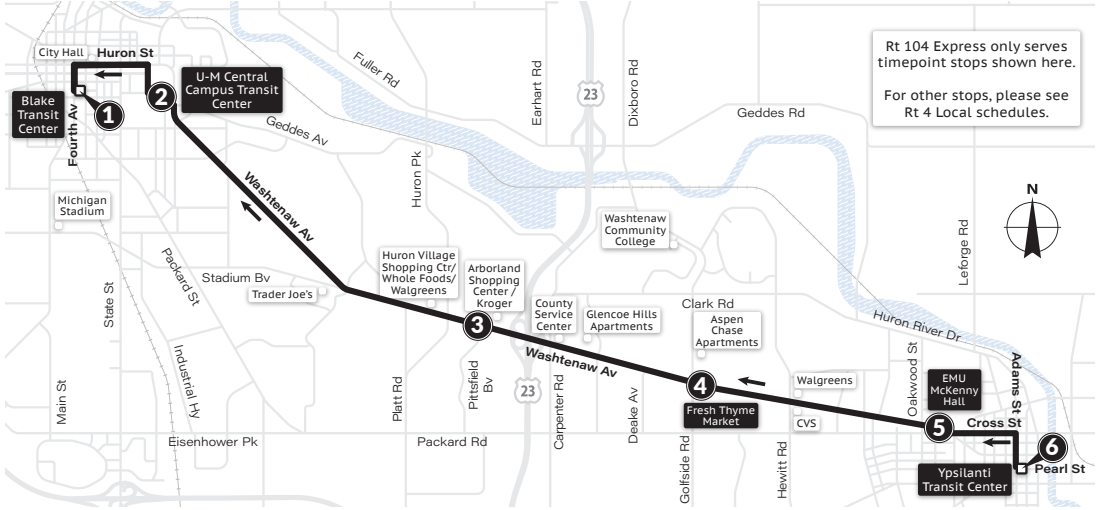 City Hall
Huron St
U-M Central
Campus Transit
Center
Blake
Transit
Center
1
2
Fourth Av
Fuller Rd
Geddes Av
Earhart Rd
23
Dixboro Rd
Geddes Rd
Rt 104 Express only serves
timepoint stops shown here.
For other stops, please see
Rt 4 Local schedules.
Michigan
Stadium
Washtenaw Av
Huron Pk
Washtenaw
Community
College
N
Leforge Rd
Packard St
Stadium Bv
Trader Joe's
Huron Village
Shopping Ctr/
Whole Foods/
Walgreens
Arborland
Shopping
Center /
Kroger
County
Service
Center
Glencoe Hills
Apartments
Clark Rd
Aspen
Chase
Apartments
Huron River Dr
State St
Main St
Industrial Hy
3
Washtenaw Av
4
Fresh Thyme
Market
Walgreens
CVS
Oakwood St
EMU
McKenny
Hall
Adams St
Cross St
5
6
Pearl St
Ypsilanti
Transit Center
Platt Rd
Pittsfield
Bv
23
Carpenter Rd
Deake Av
Golfside Rd
Hewitt Rd
Eisenhower Pk
Packard Rd